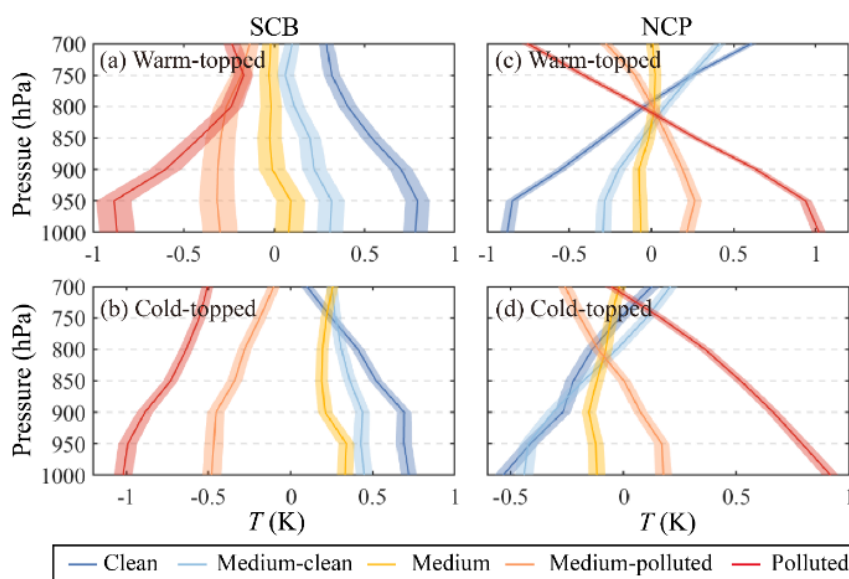 SCB NCP
700
750
800
850
900
950
1000
Pressue (hPa)
(a) Warm-topped
-1 -0.5 0 0.5 1
(c) Warm-topped
-1 -0.5 0 0.5 1
700
750
800
850
900
950
1000
Pressure (hPa)
(b) Cold-topped
-1 -0.5 0 0.5 1
T (K)
(d) Cold-topped
-0.5 0 0.5 1
T (K)
Clean Medium-clean Medium Medium-polluted Polluted